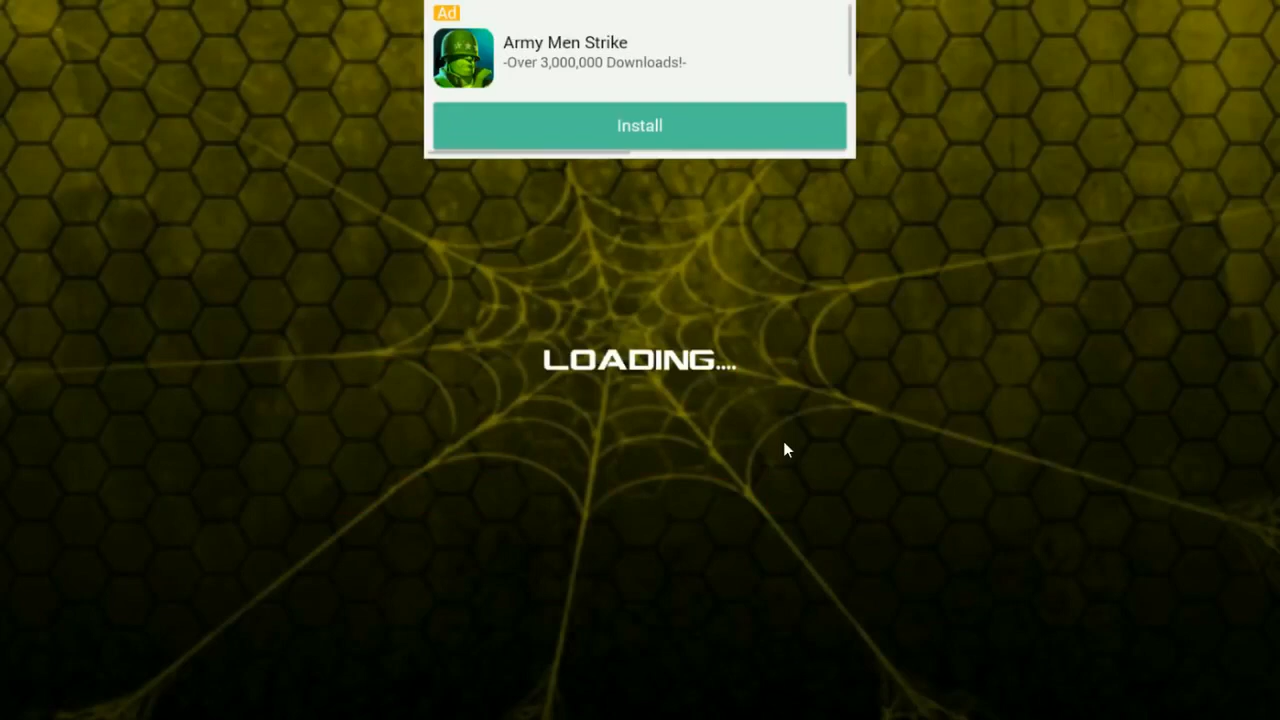 Ad
Army Men Strike
-Over 3,000,000 Downloads!-
Install
LOADING....